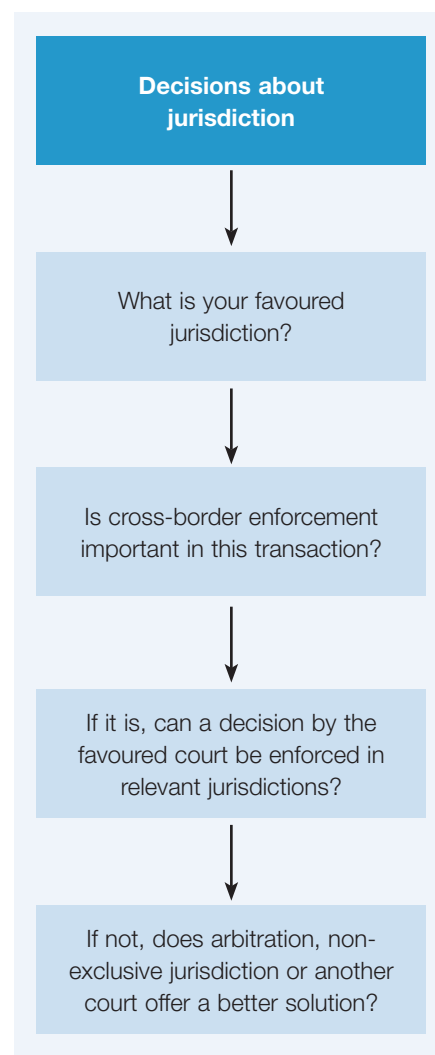 Decisions about
jurisdiction
What is your favoured
jurisdiction?
Is cross-border enforcement
important in this transaction?
If it is, can a decision by the
favoured court be enforced in
relevant jurisdictions?
If not, does arbitration, non-
exclusive jurisdiction or another
court offer a better solution?